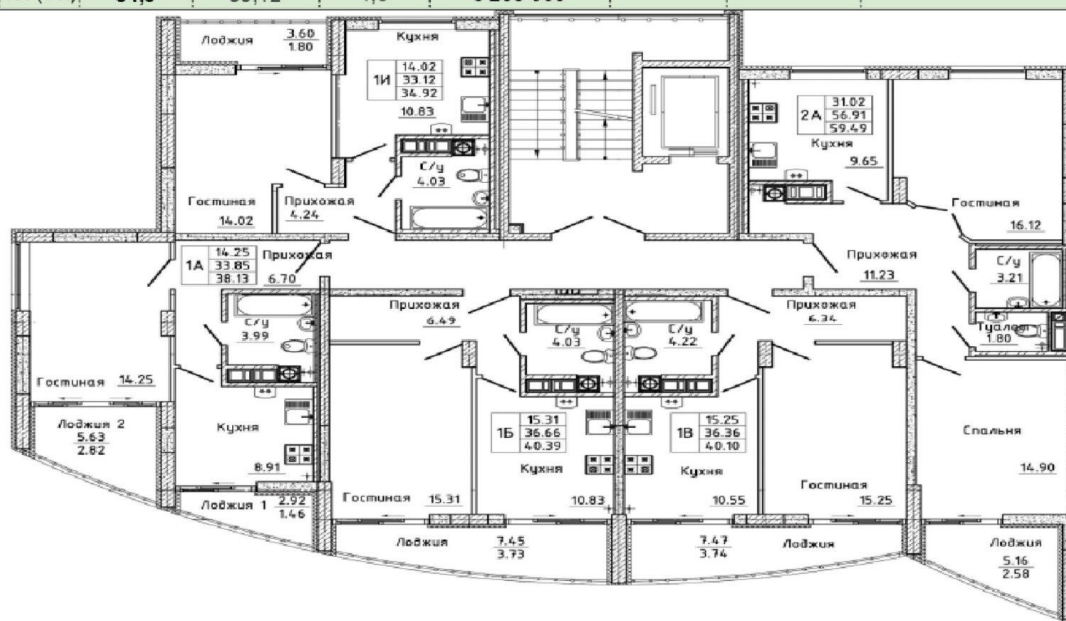 Лоджия 3.60
1.80
Кухня
1И 14.02
33.12
34.92
10.83
С/у
4.03
Гостиная
14.02
Прихожая
4.24
2А 31.02
56.91
59.49
Кухня
9.65
Гостиная
16.12
Прихожая
11.23
С/у
3.21
Туалет
1.80
1А 14.25
33.85
38.13
Прихожая
6.70
С/у
3.99
Гостиная 14.25
Лоджия 2
5.63
2.82
Кухня
8.91
Лоджия 1 2.92
1.46
Прихожая
6.49
С/у
4.03
1Б 15.31
36.66
40.39
Кухня
10.83
Гостиная 15.31
Лоджия 7.45
3.73
Прихожая
6.34
С/у
4.22
1В 15.25
36.36
40.10
Кухня
10.55
Гостиная
15.25
7.47 Лоджия
3.74
Спальня
14.90
Лоджия
5.16
2.58